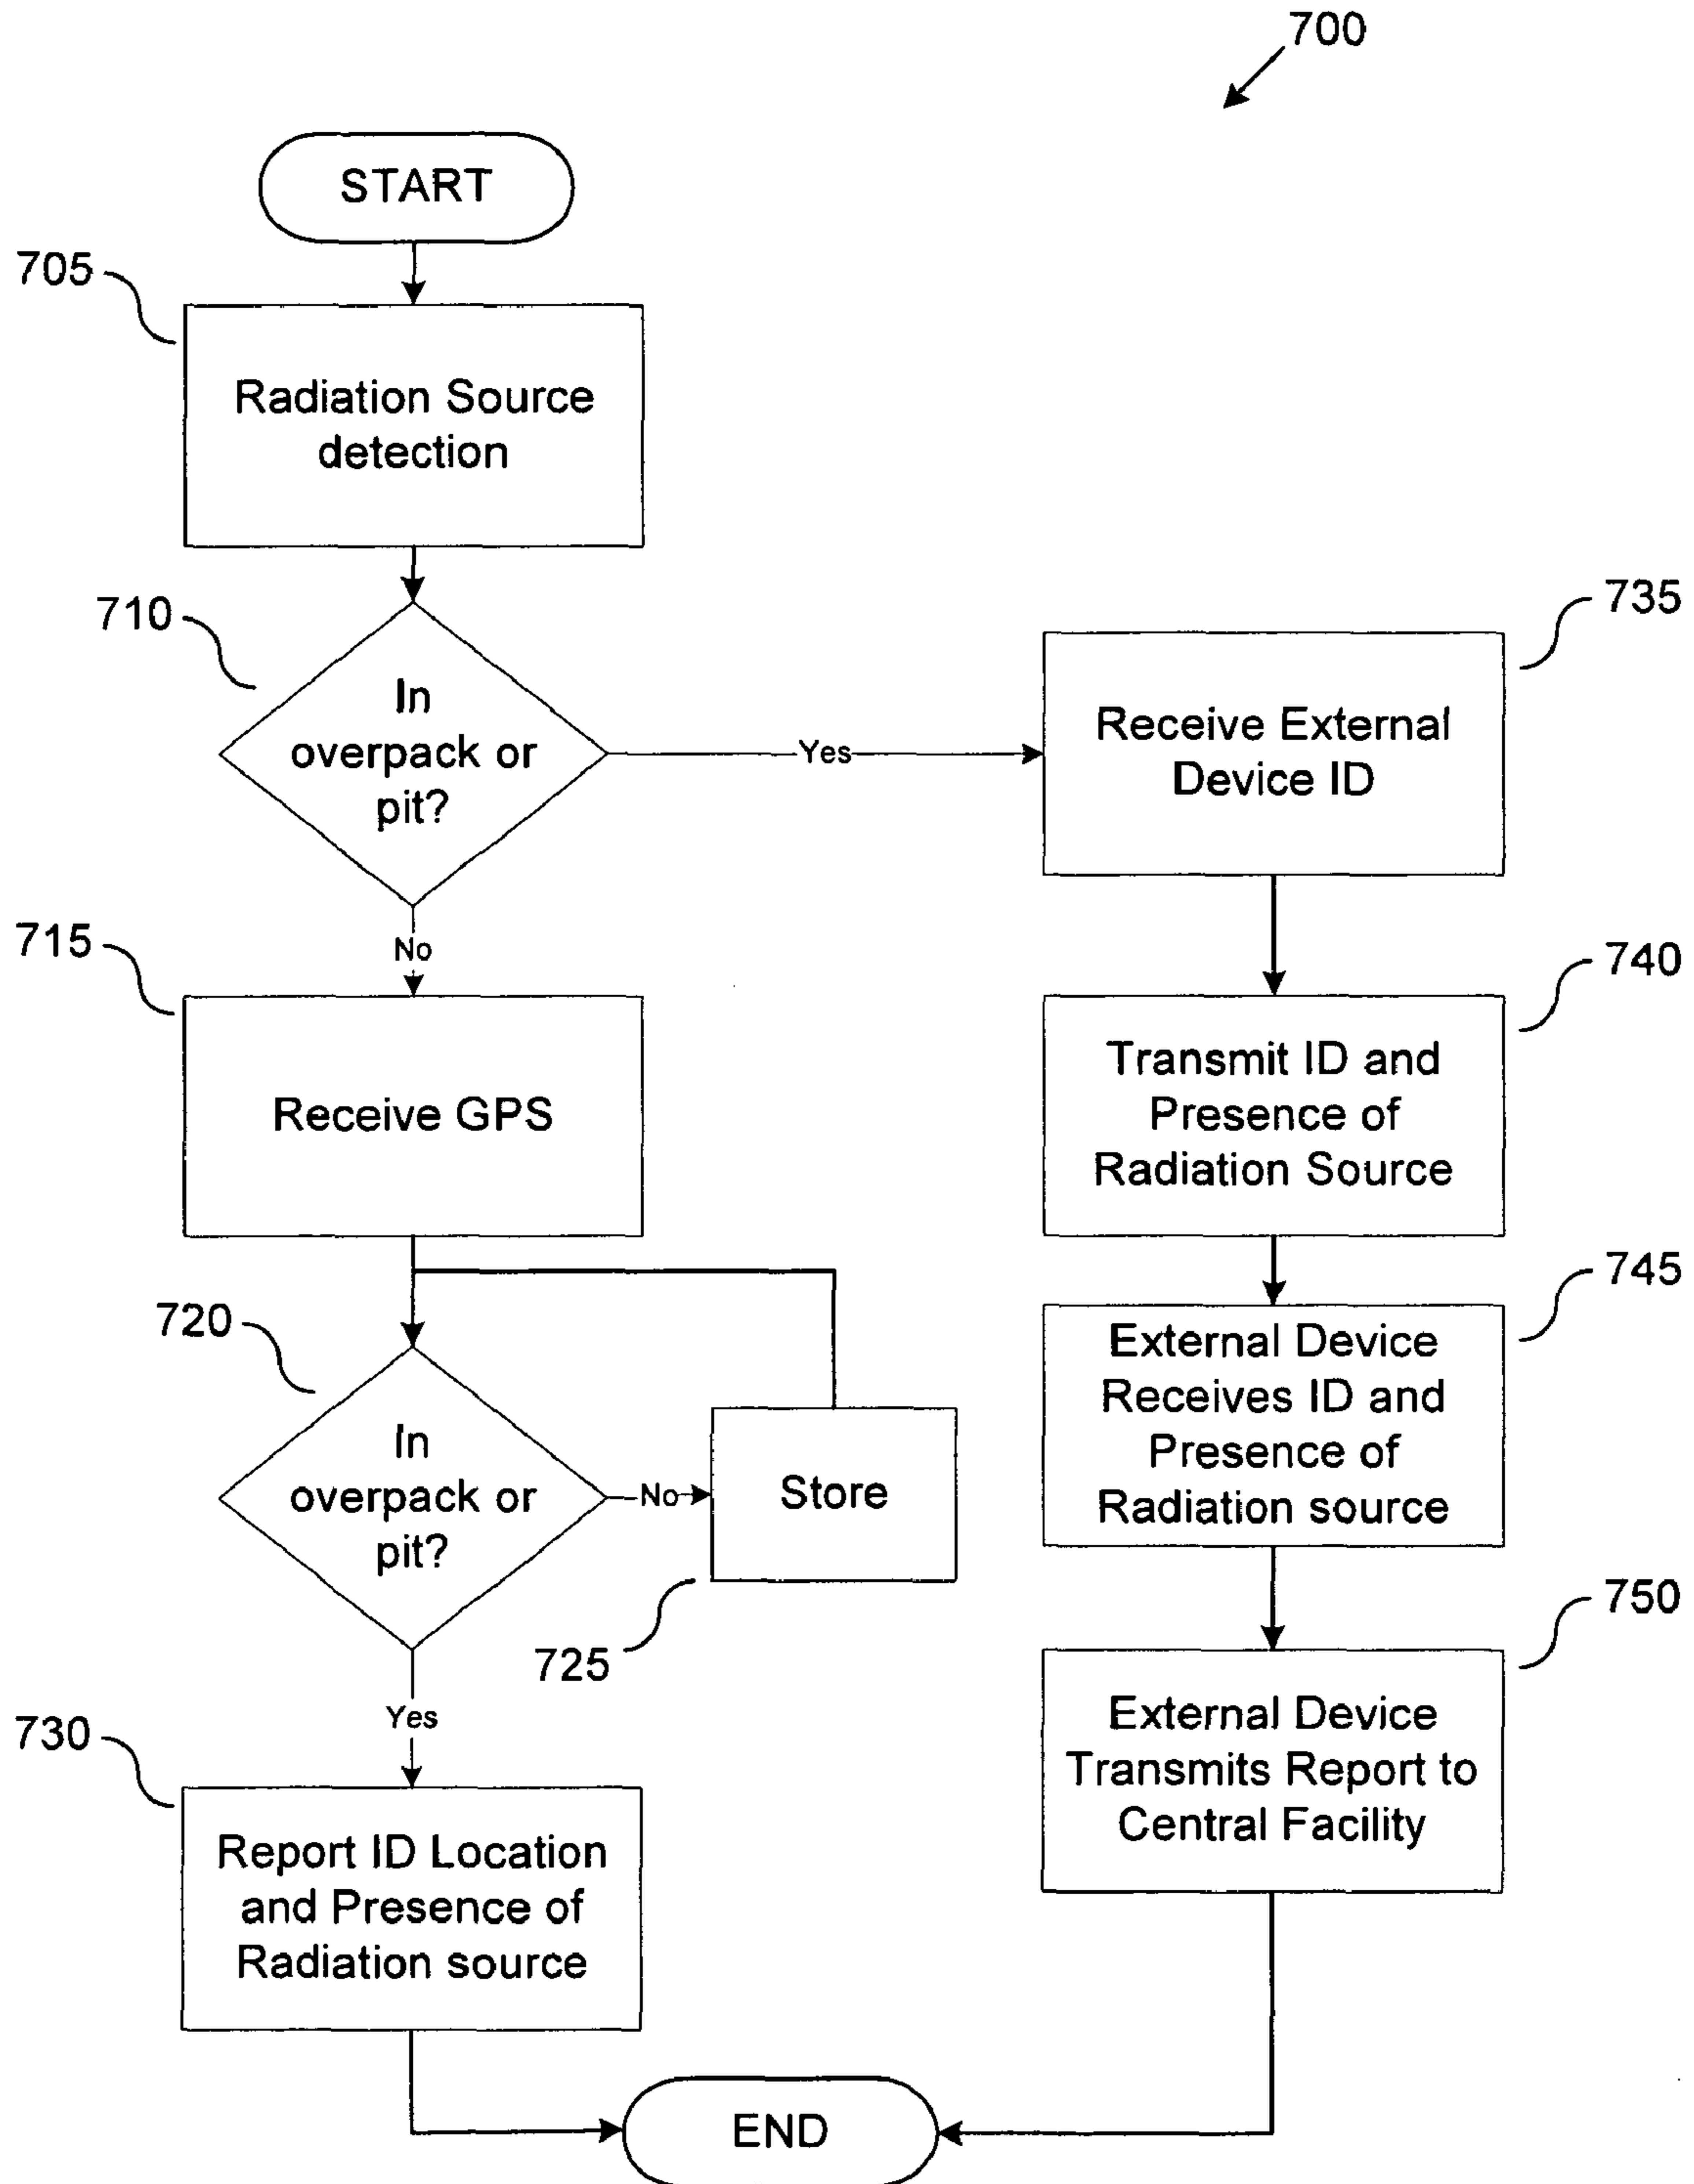 700
START
705
Radiation Source
detection
710
In
overpack or
pit?
Yes
No
735
Receive External
Device ID
715
Receive GPS
740
Transmit ID and
Presence of
Radiation Source
720
In
overpack or
pit?
No
Store
725
Yes
745
External Device
Receives ID and
Presence of
Radiation source
730
Report ID Location
and Presence of
Radiation source
750
External Device
Transmits Report to
Central Facility
END